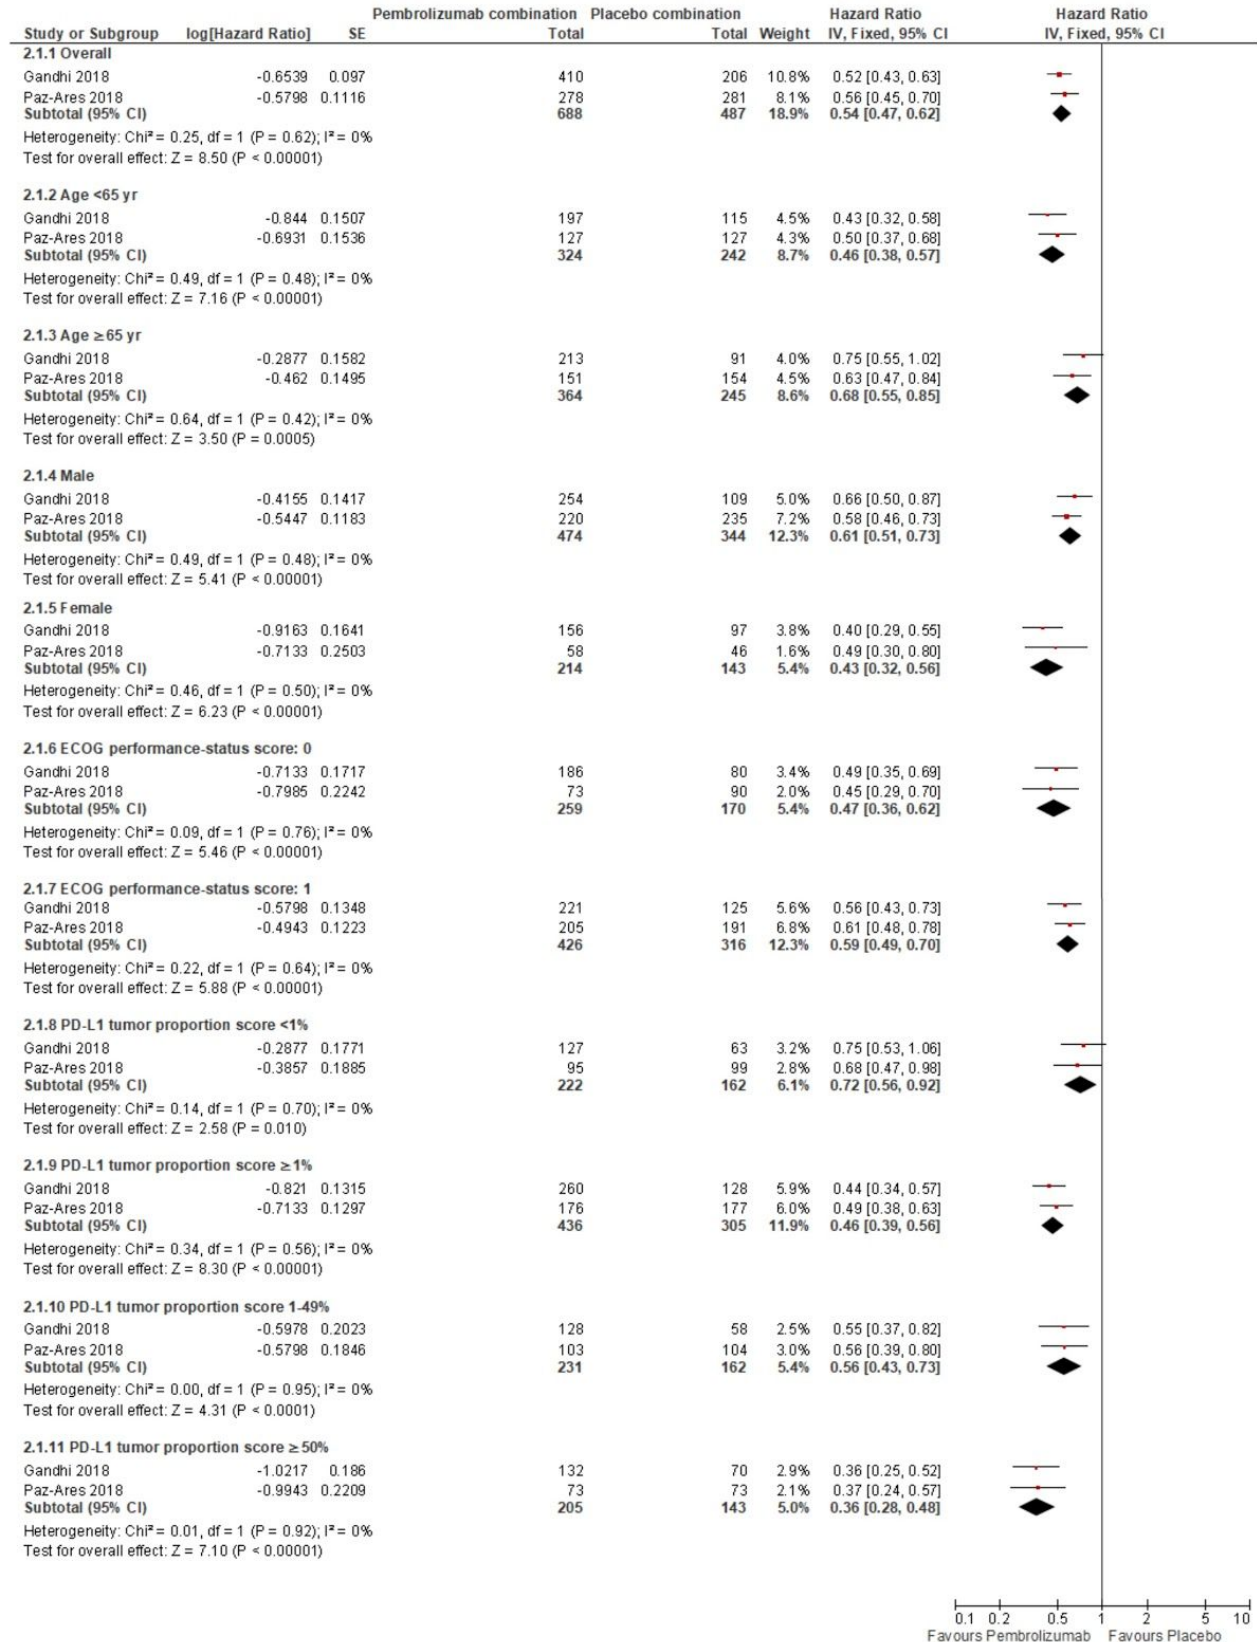 Pembrolizumab combination Placebo combination Hazard Ratio Hazard Ratio
Study or Subgroup log[Hazard Ratio] SE Total Total Weight IV, Fixed, 95% CI IV, Fixed, 95% CI
2.1.1 Overall
Gandhi 2018 -0.6539 0.097 410 206 10.8% 0.52 [0.43, 0.63]
Paz-Ares 2018 -0.5798 0.1116 278 281 8.1% 0.56 [0.45, 0.70]
Subtotal (95% CI) 688 487 18.9% 0.54 [0.47, 0.62]
Heterogeneity: Chi² = 0.25, df = 1 (P = 0.62); I² = 0%
Test for overall effect: Z = 8.50 (P < 0.00001)
2.1.2 Age <65 yr
Gandhi 2018 -0.844 0.1507 197 115 4.5% 0.43 [0.32, 0.58]
Paz-Ares 2018 -0.6931 0.1536 127 127 4.3% 0.50 [0.37, 0.68]
Subtotal (95% CI) 324 242 8.7% 0.46 [0.38, 0.57]
Heterogeneity: Chi² = 0.49, df = 1 (P = 0.48); I² = 0%
Test for overall effect: Z = 7.16 (P < 0.00001)
2.1.3 Age ≥65 yr
Gandhi 2018 -0.2877 0.1582 213 91 4.0% 0.75 [0.55, 1.02]
Paz-Ares 2018 -0.462 0.1495 151 154 4.5% 0.63 [0.47, 0.84]
Subtotal (95% CI) 364 245 8.6% 0.68 [0.55, 0.85]
Heterogeneity: Chi² = 0.64, df = 1 (P = 0.42); I² = 0%
Test for overall effect: Z = 3.50 (P = 0.0005)
2.1.4 Male
Gandhi 2018 -0.4155 0.1417 254 109 5.0% 0.66 [0.50, 0.87]
Paz-Ares 2018 -0.5447 0.1183 220 235 7.2% 0.58 [0.46, 0.73]
Subtotal (95% CI) 474 344 12.3% 0.61 [0.51, 0.73]
Heterogeneity: Chi² = 0.49, df = 1 (P = 0.48); I² = 0%
Test for overall effect: Z = 5.41 (P < 0.00001)
2.1.5 Female
Gandhi 2018 -0.9163 0.1641 156 97 3.8% 0.40 [0.29, 0.55]
Paz-Ares 2018 -0.7133 0.2503 58 46 1.6% 0.49 [0.30, 0.80]
Subtotal (95% CI) 214 143 5.4% 0.43 [0.32, 0.56]
Heterogeneity: Chi² = 0.46, df = 1 (P = 0.50); I² = 0%
Test for overall effect: Z = 6.23 (P < 0.00001)
2.1.6 ECOG performance-status score: 0
Gandhi 2018 -0.7133 0.1717 186 80 3.4% 0.49 [0.35, 0.69]
Paz-Ares 2018 -0.7985 0.2242 73 90 2.0% 0.45 [0.29, 0.70]
Subtotal (95% CI) 259 170 5.4% 0.47 [0.36, 0.62]
Heterogeneity: Chi² = 0.09, df = 1 (P = 0.76); I² = 0%
Test for overall effect: Z = 5.46 (P < 0.00001)
2.1.7 ECOG performance-status score: 1
Gandhi 2018 -0.5798 0.1348 221 125 5.6% 0.56 [0.43, 0.73]
Paz-Ares 2018 -0.4943 0.1223 205 191 6.8% 0.61 [0.48, 0.78]
Subtotal (95% CI) 426 316 12.3% 0.59 [0.49, 0.70]
Heterogeneity: Chi² = 0.22, df = 1 (P = 0.64); I² = 0%
Test for overall effect: Z = 5.88 (P < 0.00001)
2.1.8 PD-L1 tumor proportion score <1%
Gandhi 2018 -0.2877 0.1771 127 63 3.2% 0.75 [0.53, 1.06]
Paz-Ares 2018 -0.3857 0.1885 95 99 2.8% 0.68 [0.47, 0.98]
Subtotal (95% CI) 222 162 6.1% 0.72 [0.56, 0.92]
Heterogeneity: Chi² = 0.14, df = 1 (P = 0.70); I² = 0%
Test for overall effect: Z = 2.58 (P = 0.010)
2.1.9 PD-L1 tumor proportion score ≥1%
Gandhi 2018 -0.821 0.1315 260 128 5.9% 0.44 [0.34, 0.57]
Paz-Ares 2018 -0.7133 0.1297 176 177 6.0% 0.49 [0.38, 0.63]
Subtotal (95% CI) 436 305 11.9% 0.46 [0.39, 0.56]
Heterogeneity: Chi² = 0.34, df = 1 (P = 0.56); I² = 0%
Test for overall effect: Z = 8.30 (P < 0.00001)
2.1.10 PD-L1 tumor proportion score 1-49%
Gandhi 2018 -0.5978 0.2023 128 58 2.5% 0.55 [0.37, 0.82]
Paz-Ares 2018 -0.5798 0.1846 103 104 3.0% 0.56 [0.39, 0.80]
Subtotal (95% CI) 231 162 5.4% 0.56 [0.43, 0.73]
Heterogeneity: Chi² = 0.00, df = 1 (P = 0.95); I² = 0%
Test for overall effect: Z = 4.31 (P < 0.0001)
2.1.11 PD-L1 tumor proportion score ≥50%
Gandhi 2018 -1.0217 0.186 132 70 2.9% 0.36 [0.25, 0.52]
Paz-Ares 2018 -0.9943 0.2209 73 73 2.1% 0.37 [0.24, 0.57]
Subtotal (95% CI) 205 143 5.0% 0.36 [0.28, 0.48]
Heterogeneity: Chi² = 0.01, df = 1 (P = 0.92); I² = 0%
Test for overall effect: Z = 7.10 (P < 0.00001)
0.1 0.2 0.5 1 2 5 10
Favours Pembrolizumab Favours Placebo